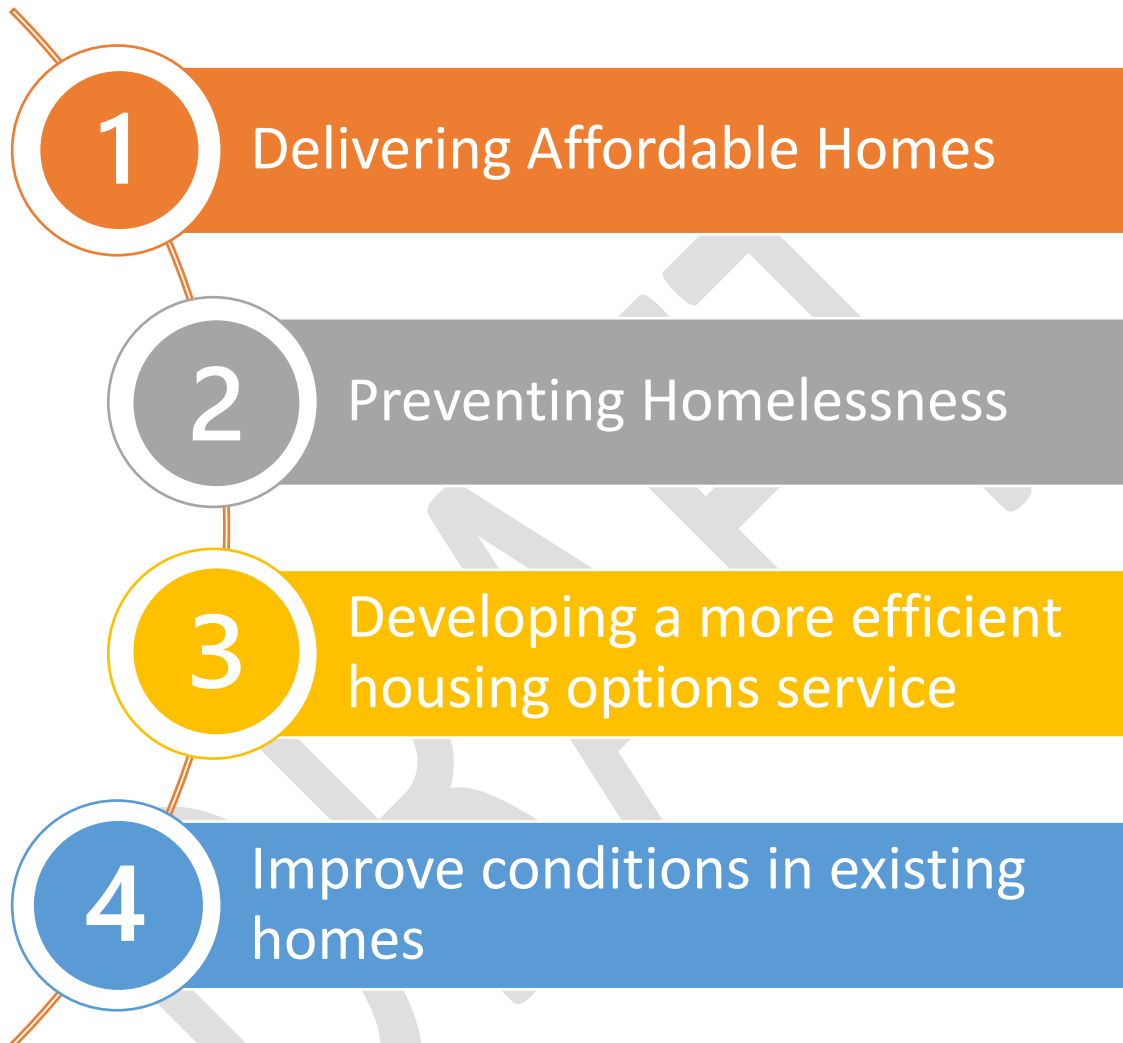 1
Delivering Affordable Homes
2
Preventing Homelessness
3
Developing a more efficient
housing options service
4
Improve conditions in existing
homes
DRAFT